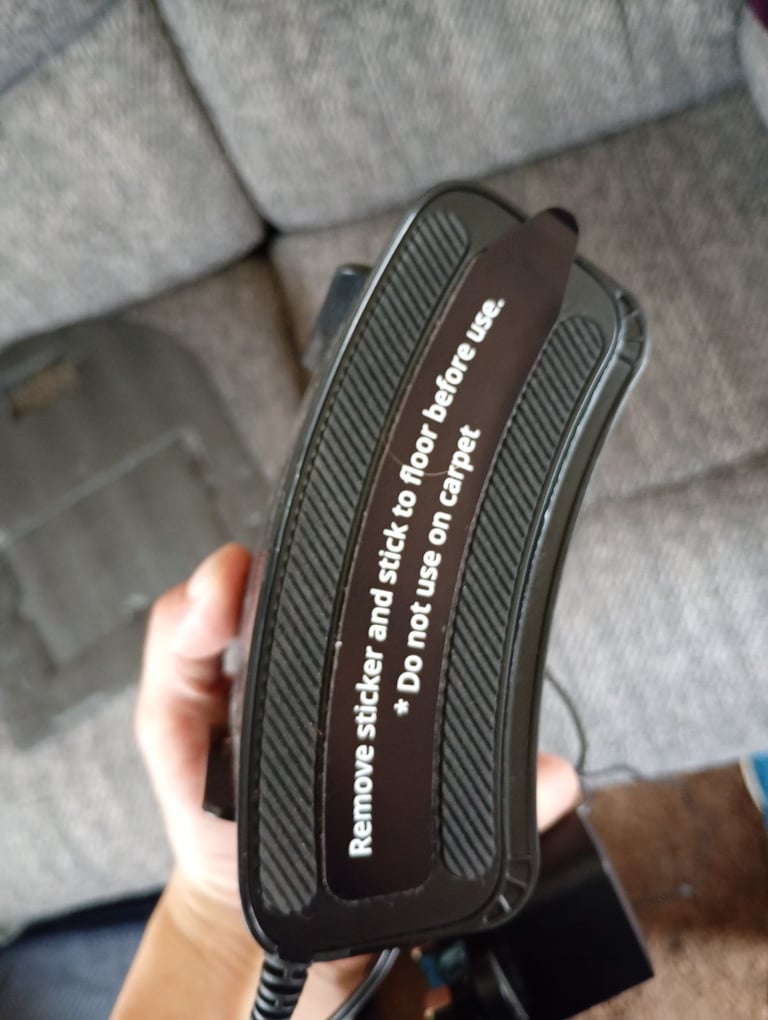 Remove sticker and stick to floor before use.
* Do not use on carpet